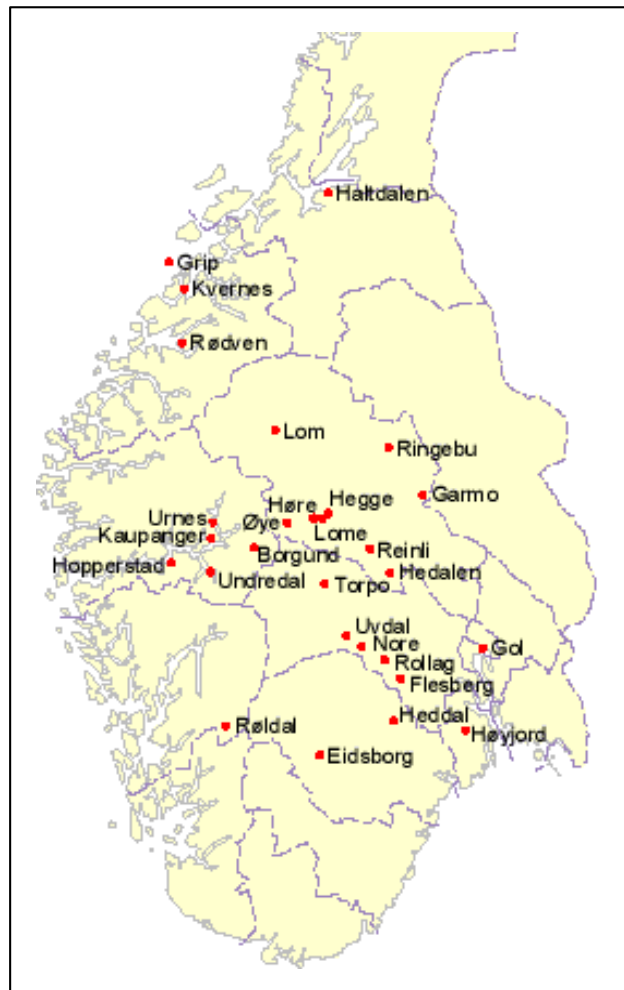 Haltdalen
Grip
Kvernes
Rødven
Lom
Ringebu
Garmo
Hegge
Høre
Urnes
Øye
Lome
Kaupanger
Borgund
Reinli
Hopperstad
Undredal
Hedalen
Torpo
Uvdal
Nore
Gol
Rollag
Flesberg
Heddal
Røldal
Høyjord
Eidsborg